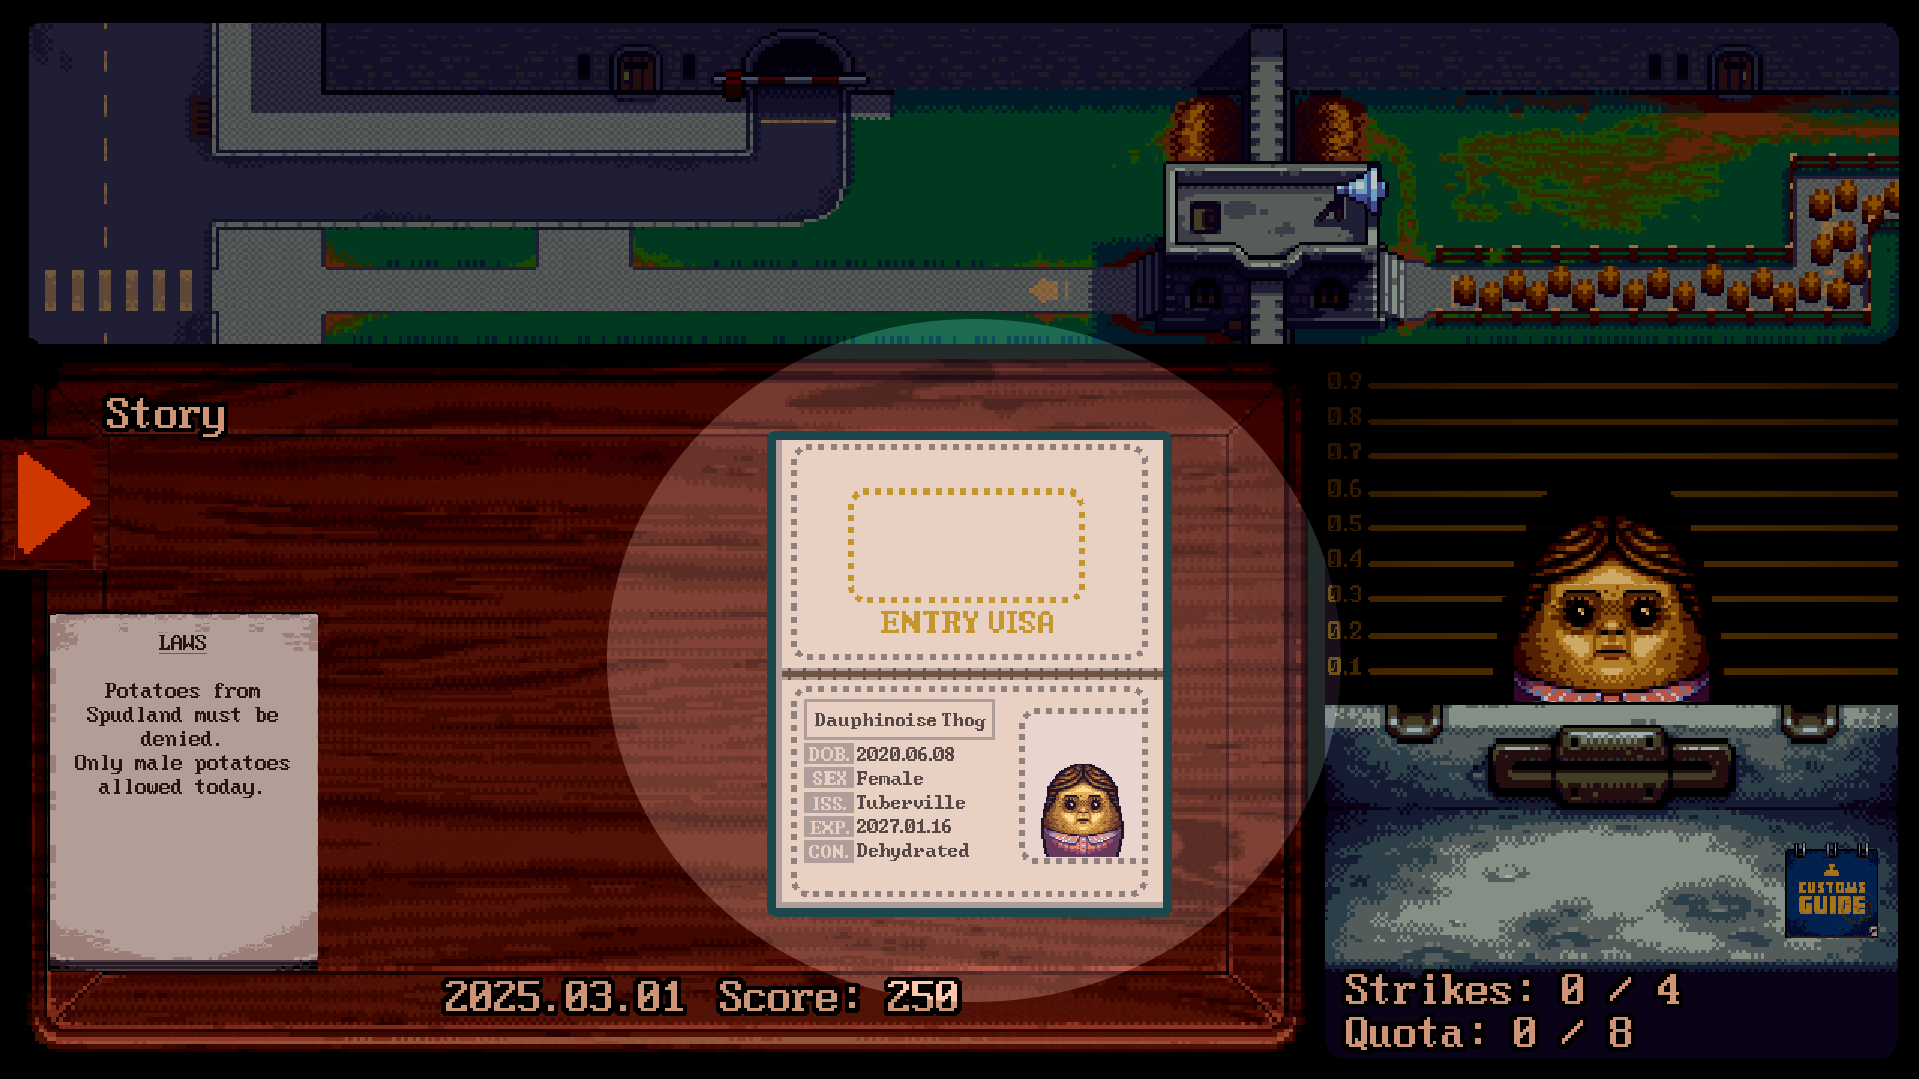 Story
LAWS
Potatoes from
Spudland must be
denied.
Only male potatoes
allowed today.
ENTRY VISA
Dauphinoise Thog
DOB. 2020.06.08
SEX Female
ISS. Tuberville
EXP. 2027.01.16
CON. Dehydrated
0.9
0.8
0.7
0.6
0.5
0.4
0.3
0.2
0.1
CUSTOMS
GUIDE
2025.03.01 Score: 250
Strikes: 0 / 4
Quota: 0 / 8